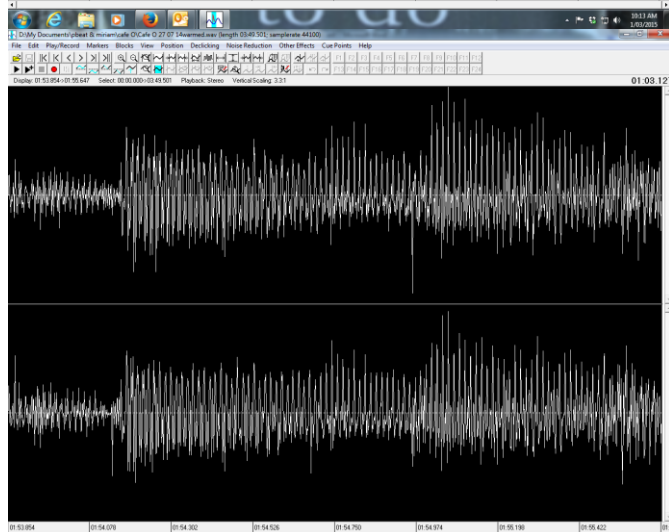 to do
10:13 AM
1/03/2015
D:\My Documents\pbeat & miriam\cafe O\Cafe O 27 07 14warmed.wav (length 03:49.501; samplerate 44100)
File Edit Play/Record Markers Blocks View Position Declicking Noise Reduction Other Effects Cue Points Help
Display: 01:53.854->01:55.647 Select: 00:00.000->03:49.501 Playback: Stereo Vertical Scaling: 3.3:1 01:03.12
01:53.854 01:54.078 01:54.302 01:54.526 01:54.750 01:54.974 01:55.198 01:55.422